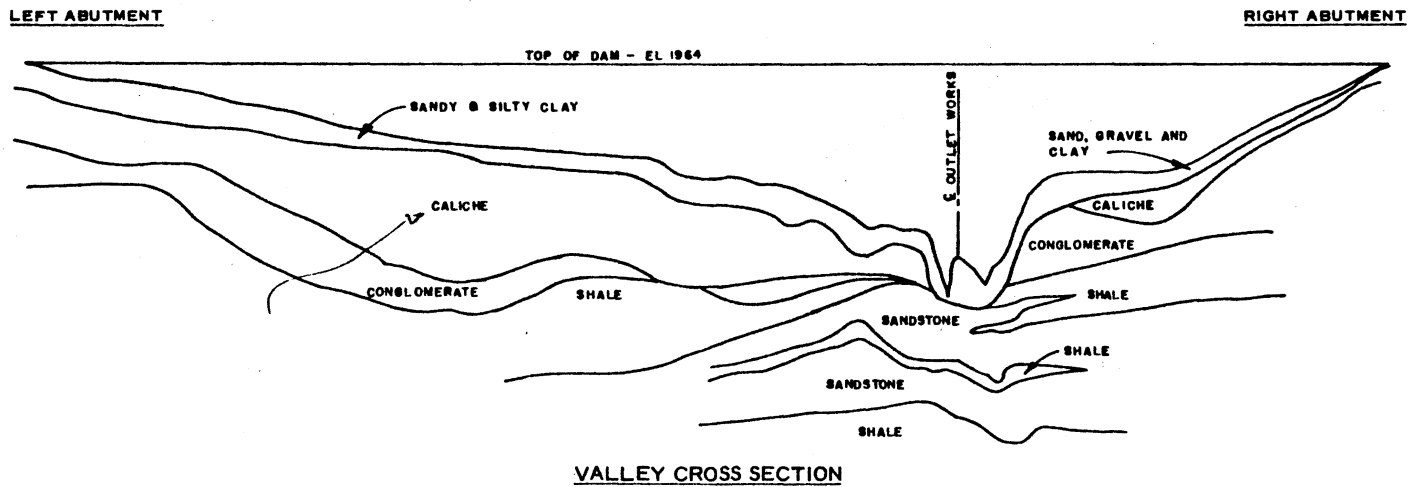 LEFT ABUTMENT
RIGHT ABUTMENT
TOP OF DAM - EL 1964
SANDY & SILTY CLAY
℄ OUTLET WORKS
SAND, GRAVEL AND
CLAY
CALICHE
CALICHE
CONGLOMERATE
CONGLOMERATE
SHALE
SHALE
SANDSTONE
SHALE
SANDSTONE
SHALE
VALLEY CROSS SECTION